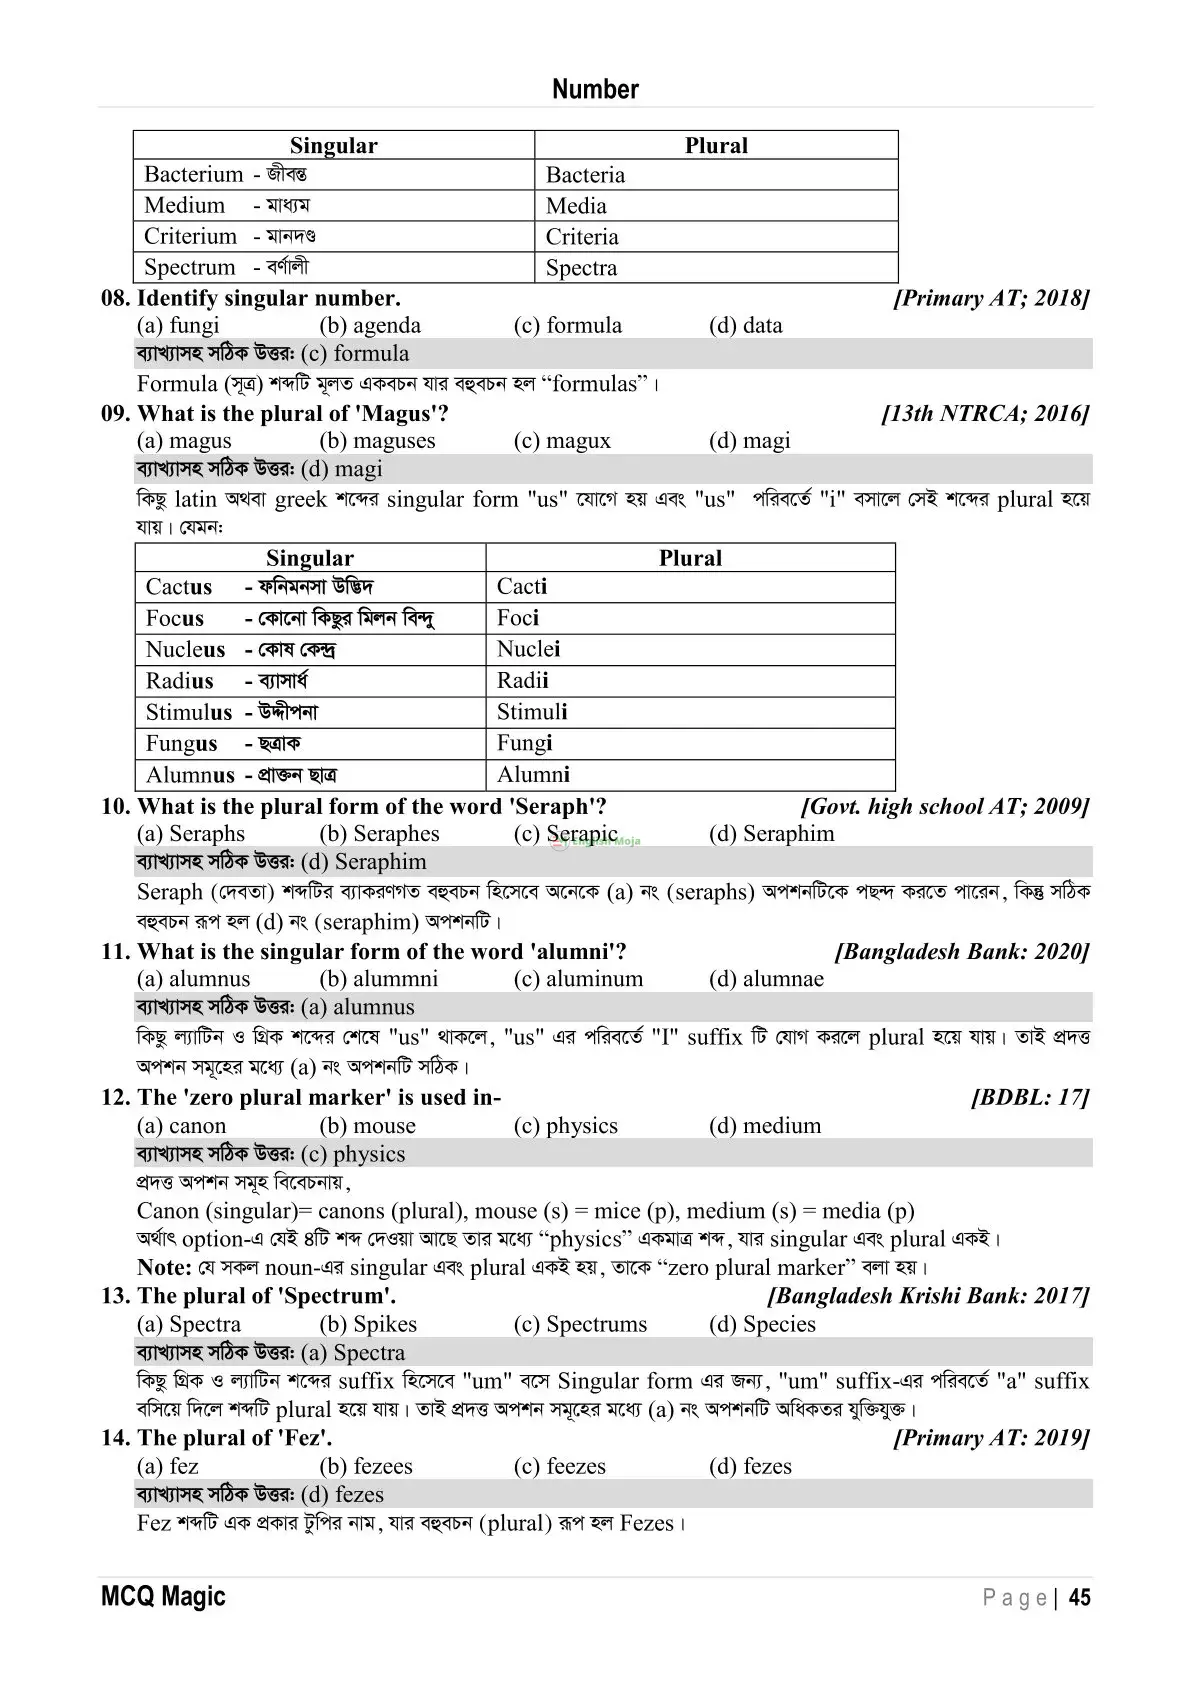 Number
Singular Plural
Bacterium - জীবন্ত Bacteria
Medium - মাধ্যম Media
Criterium - মানদণ্ড Criteria
Spectrum - বর্ণালী Spectra
08. Identify singular number. [Primary AT; 2018]
(a) fungi (b) agenda (c) formula (d) data
ব্যাখ্যাসহ সঠিক উত্তর: (c) formula
Formula (সূত্র) শব্দটি মূলত একবচন যার বহুবচন হল “formulas”।
09. What is the plural of 'Magus'? [13th NTRCA; 2016]
(a) magus (b) maguses (c) magux (d) magi
ব্যাখ্যাসহ সঠিক উত্তর: (d) magi
কিছু latin অথবা greek শব্দের singular form "us" যোগে হয় এবং "us" পরিবর্তে "i" বসালে সেই শব্দের plural হয়ে
যায়। যেমন:
Singular Plural
Cactus - ফনিমনসা উদ্ভিদ Cacti
Focus - কোনো কিছুর মিলন বিন্দু Foci
Nucleus - কোষ কেন্দ্র Nuclei
Radius - ব্যাসার্ধ Radii
Stimulus - উদ্দীপনা Stimuli
Fungus - ছত্রাক Fungi
Alumnus - প্রাক্তন ছাত্র Alumni
10. What is the plural form of the word 'Seraph'? [Govt. high school AT; 2009]
(a) Seraphs (b) Seraphes (c) Serapic (d) Seraphim
English Moja
ব্যাখ্যাসহ সঠিক উত্তর: (d) Seraphim
Seraph (দেবতা) শব্দটির ব্যাকরণগত বহুবচন হিসেবে অনেকে (a) নং (seraphs) অপশনটিকে পছন্দ করতে পারেন, কিন্তু সঠিক
বহুবচন রূপ হল (d) নং (seraphim) অপশনটি।
11. What is the singular form of the word 'alumni'? [Bangladesh Bank: 2020]
(a) alumnus (b) alummni (c) aluminum (d) alumnae
ব্যাখ্যাসহ সঠিক উত্তর: (a) alumnus
কিছু ল্যাটিন ও গ্রিক শব্দের শেষে "us" থাকলে, "us" এর পরিবর্তে "I" suffix টি যোগ করলে plural হয়ে যায়। তাই প্রদত্ত
অপশন সমূহের মধ্যে (a) নং অপশনটি সঠিক।
12. The 'zero plural marker' is used in- [BDBL: 17]
(a) canon (b) mouse (c) physics (d) medium
ব্যাখ্যাসহ সঠিক উত্তর: (c) physics
প্রদত্ত অপশন সমূহ বিবেচনায়,
Canon (singular)= canons (plural), mouse (s) = mice (p), medium (s) = media (p)
অর্থাৎ option-এ যেই ৪টি শব্দ দেওয়া আছে তার মধ্যে “physics” একমাত্র শব্দ, যার singular এবং plural একই।
Note: যে সকল noun-এর singular এবং plural একই হয়, তাকে “zero plural marker” বলা হয়।
13. The plural of 'Spectrum'. [Bangladesh Krishi Bank: 2017]
(a) Spectra (b) Spikes (c) Spectrums (d) Species
ব্যাখ্যাসহ সঠিক উত্তর: (a) Spectra
কিছু গ্রিক ও ল্যাটিন শব্দের suffix হিসেবে "um" বসে Singular form এর জন্য, "um" suffix-এর পরিবর্তে "a" suffix
বসিয়ে দিলে শব্দটি plural হয়ে যায়। তাই প্রদত্ত অপশন সমূহের মধ্যে (a) নং অপশনটি অধিকতর যুক্তিযুক্ত।
14. The plural of 'Fez'. [Primary AT: 2019]
(a) fez (b) fezees (c) feezes (d) fezes
ব্যাখ্যাসহ সঠিক উত্তর: (d) fezes
Fez শব্দটি এক প্রকার টুপির নাম, যার বহুবচন (plural) রূপ হল Fezes।
MCQ Magic Page| 45